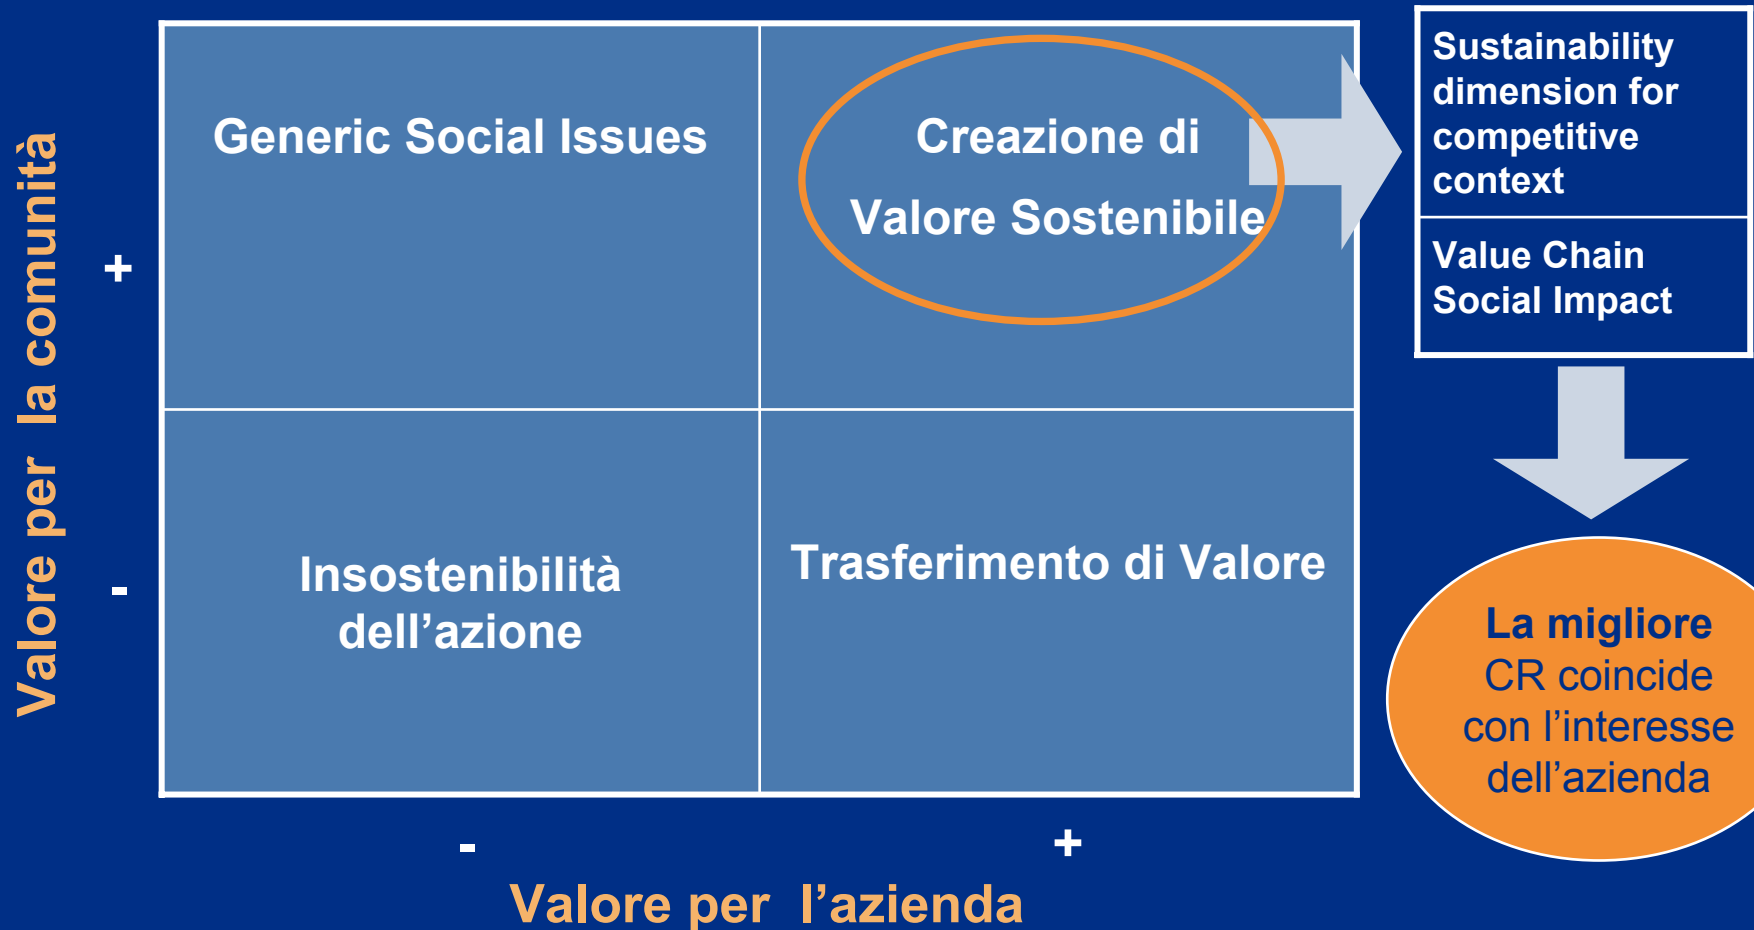 Valore per la comunità
+
-
Generic Social Issues
Creazione di
Valore Sostenibile
Insostenibilità
dell’azione
Trasferimento di Valore
-
+
Valore per l’azienda
Sustainability
dimension for
competitive
context
Value Chain
Social Impact
La migliore
CR coincide
con l’interesse
dell’azienda